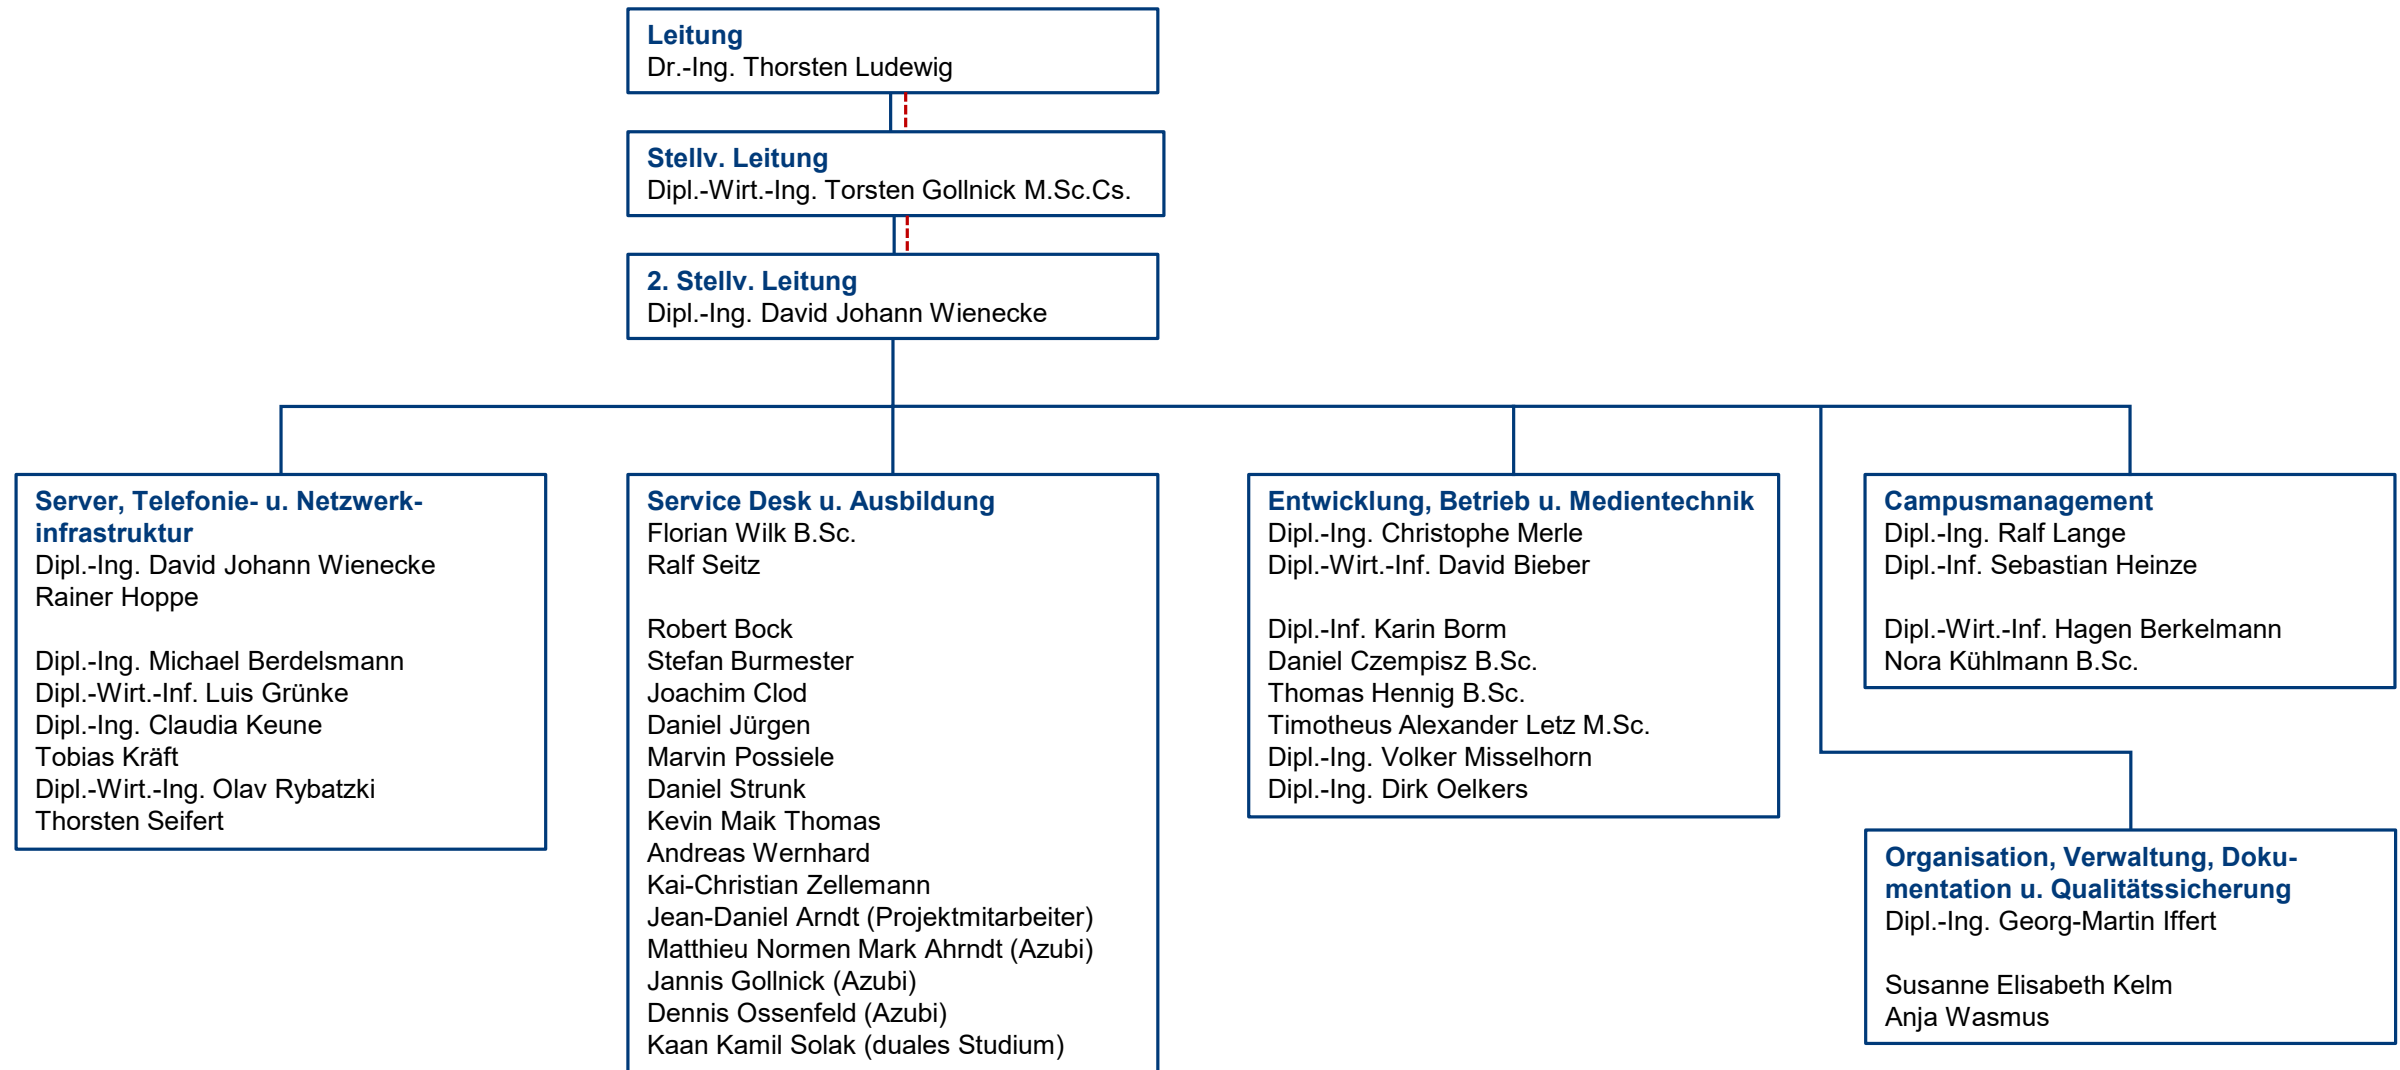 Leitung
Dr.-Ing. Thorsten Ludewig
Stellv. Leitung
Dipl.-Wirt.-Ing. Torsten Gollnick M.Sc.Cs.
2. Stellv. Leitung
Dipl.-Ing. David Johann Wienecke
Server, Telefonie- u. Netzwerk-
infrastruktur
Dipl.-Ing. David Johann Wienecke
Rainer Hoppe
Dipl.-Ing. Michael Berdelsmann
Dipl.-Wirt.-Inf. Luis Grünke
Dipl.-Ing. Claudia Keune
Tobias Kräft
Dipl.-Wirt.-Ing. Olav Rybatzki
Thorsten Seifert
Service Desk u. Ausbildung
Florian Wilk B.Sc.
Ralf Seitz
Robert Bock
Stefan Burmester
Joachim Clod
Daniel Jürgen
Marvin Possiele
Daniel Strunk
Kevin Maik Thomas
Andreas Wernhard
Kai-Christian Zellemann
Jean-Daniel Arndt (Projektmitarbeiter)
Matthieu Normen Mark Ahrndt (Azubi)
Jannis Gollnick (Azubi)
Dennis Ossenfeld (Azubi)
Kaan Kamil Solak (duales Studium)
Entwicklung, Betrieb u. Medientechnik
Dipl.-Ing. Christophe Merle
Dipl.-Wirt.-Inf. David Bieber
Dipl.-Inf. Karin Borm
Daniel Czempisz B.Sc.
Thomas Hennig B.Sc.
Timotheus Alexander Letz M.Sc.
Dipl.-Ing. Volker Misselhorn
Dipl.-Ing. Dirk Oelkers
Campusmanagement
Dipl.-Ing. Ralf Lange
Dipl.-Inf. Sebastian Heinze
Dipl.-Wirt.-Inf. Hagen Berkelmann
Nora Kühlmann B.Sc.
Organisation, Verwaltung, Doku-
mentation u. Qualitätssicherung
Dipl.-Ing. Georg-Martin Iffert
Susanne Elisabeth Kelm
Anja Wasmus